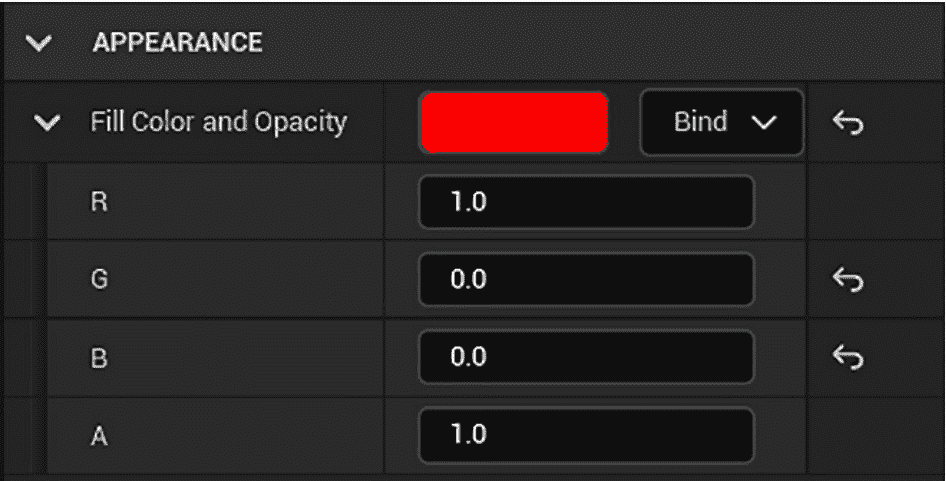 APPEARANCE
Fill Color and Opacity Bind
R 1.0
G 0.0
B 0.0
A 1.0